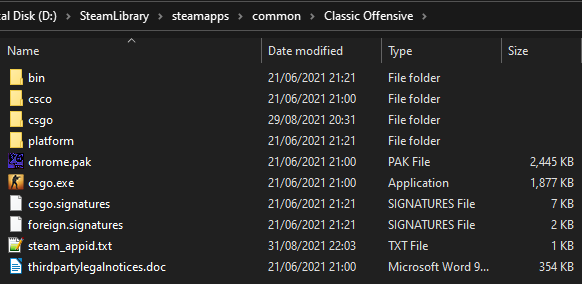 al Disk (D:) > SteamLibrary > steamapps > common > Classic Offensive >
Name Date modified Type Size
bin 21/06/2021 21:21 File folder
csco 21/06/2021 21:00 File folder
csgo 29/08/2021 20:31 File folder
platform 21/06/2021 21:21 File folder
chrome.pak 21/06/2021 21:00 PAK File 2,445 KB
csgo.exe 21/06/2021 21:00 Application 1,877 KB
csgo.signatures 21/06/2021 21:21 SIGNATURES File 7 KB
foreign.signatures 21/06/2021 21:21 SIGNATURES File 2 KB
steam_appid.txt 31/08/2021 22:03 TXT File 1 KB
thirdpartylegalnotices.doc 21/06/2021 21:00 Microsoft Word 9... 354 KB